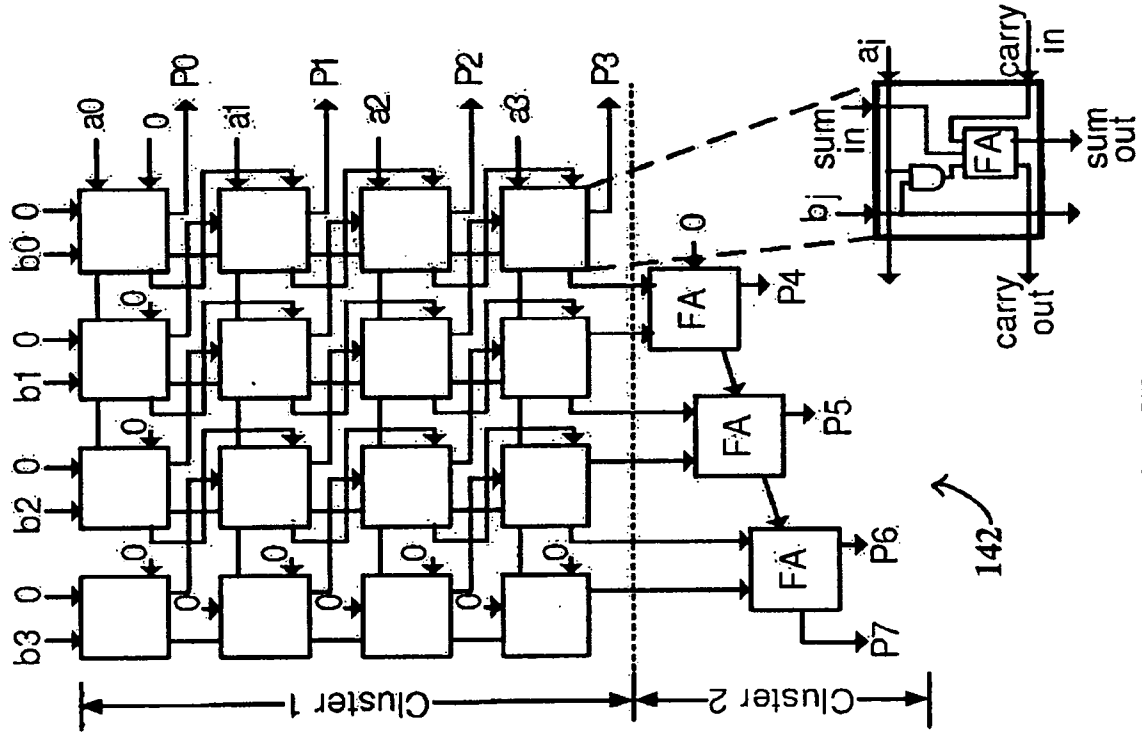 b3 0 b2 0 b1 0 b0 0
a0
0 0 0 0
P0
0 a1
0
P1
0 a2
0
P2
0 a3
0
P3
Cluster 1
Cluster 2
FA 0
P4
FA
P5
FA
P6
P7
142
bj sum in ai
FA
carry in
carry out
sum out